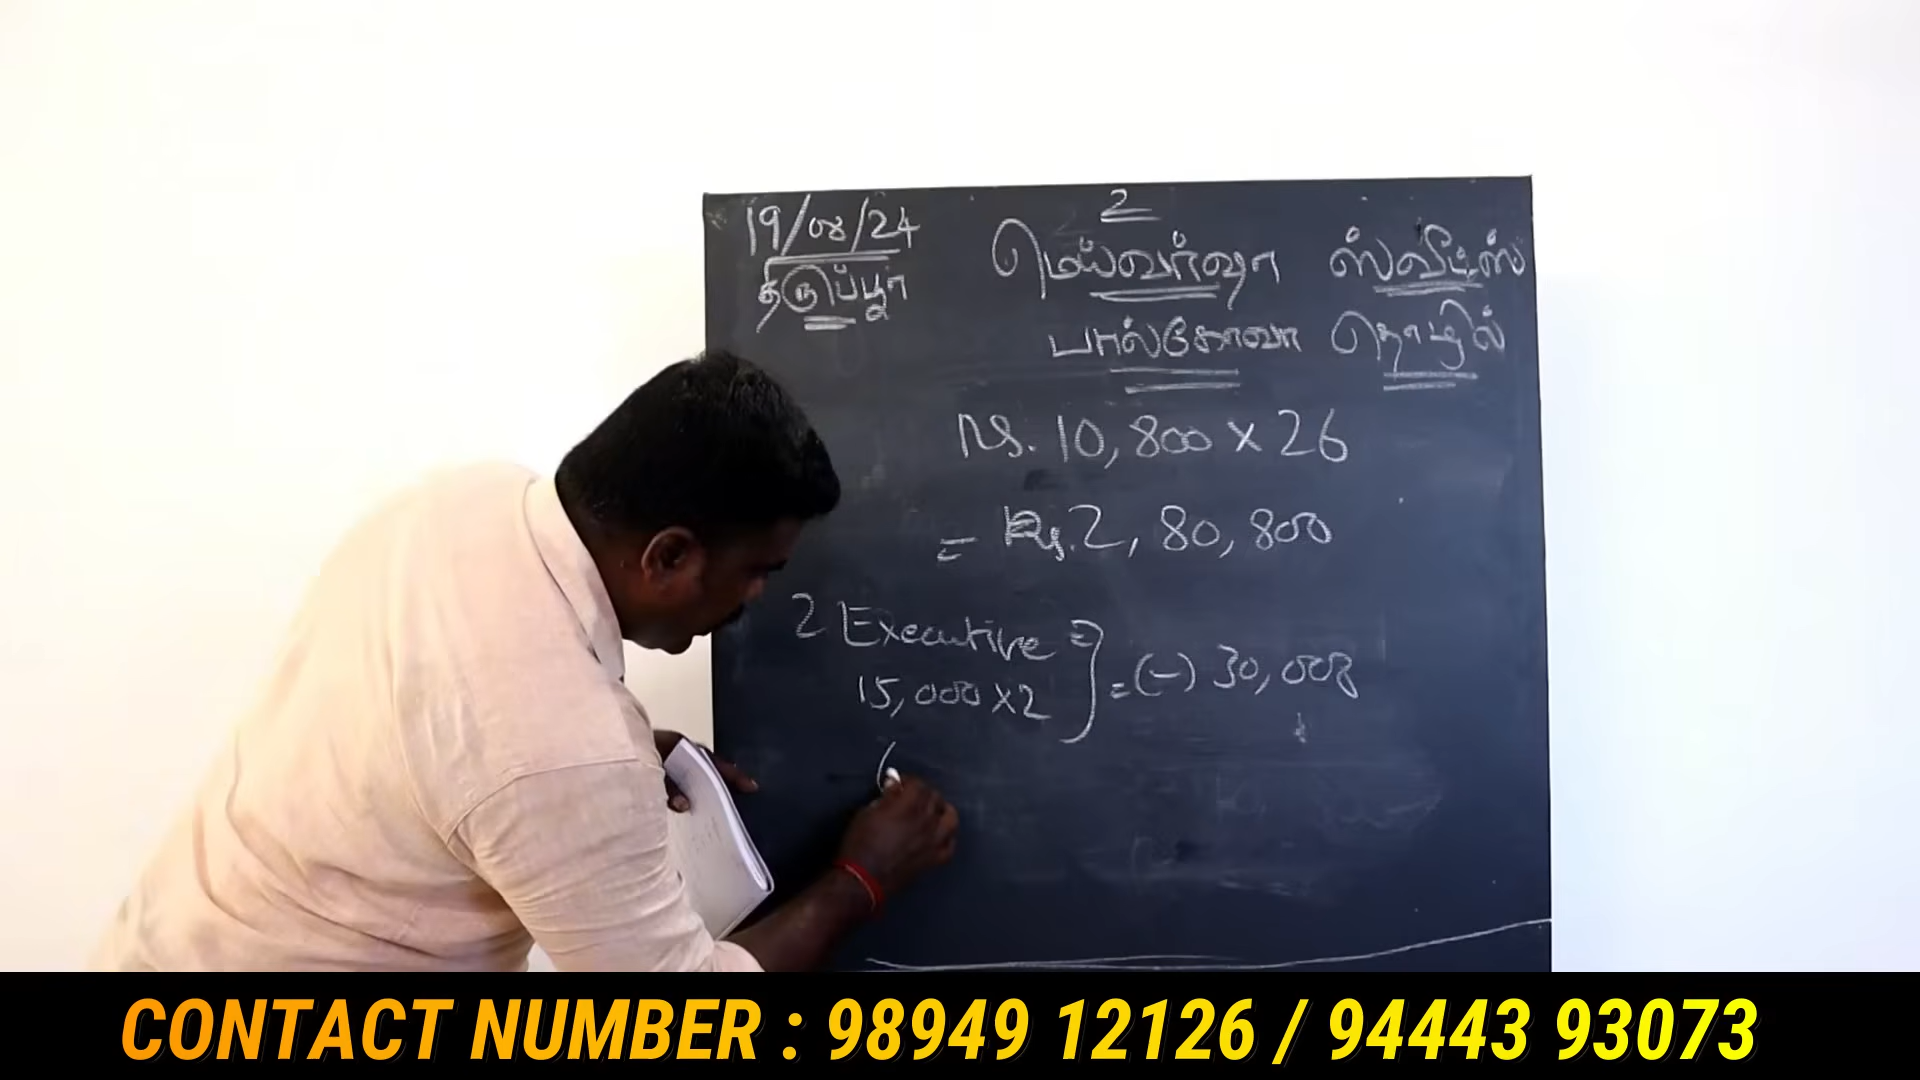 2
19/08/24
மெய்வர்ஷா ஸ்வீட்ஸ்
திருப்பூர்
பால்கோவா தொழில்
Rs. 10,800 x 26
= Rs. 2,80,800
2 Executive =
15,000 x 2 } = (-) 30,000
CONTACT NUMBER : 98949 12126 / 94443 93073